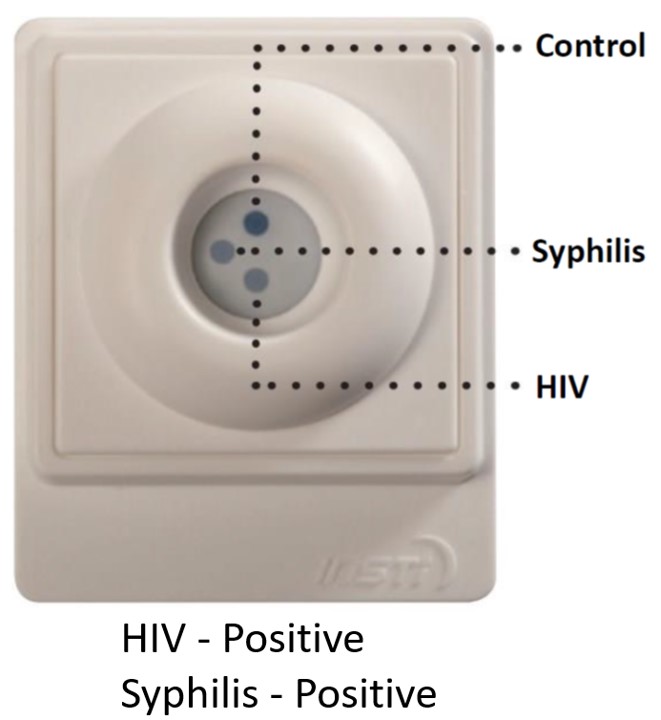 Control
Syphilis
HIV
INSTI
HIV - Positive
Syphilis - Positive